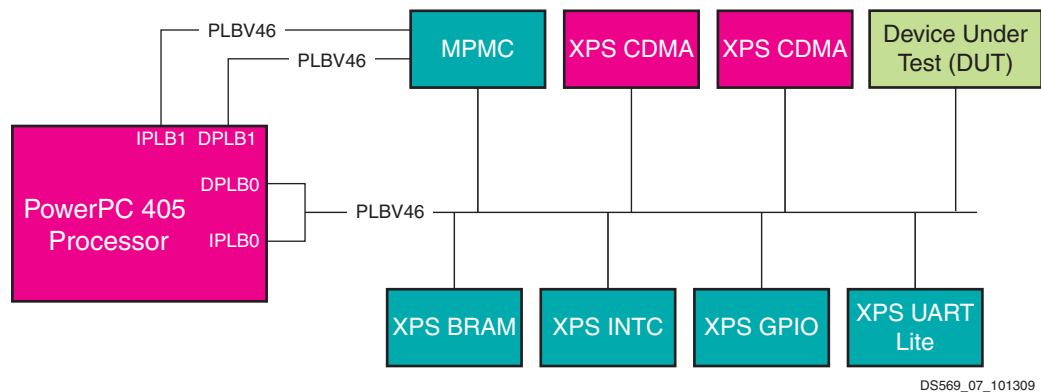 PLBV46
PLBV46
MPMC
XPS CDMA
XPS CDMA
Device Under
Test (DUT)
IPLB1 DPLB1
DPLB0
PowerPC 405
Processor
IPLB0
PLBV46
XPS BRAM
XPS INTC
XPS GPIO
XPS UART
Lite
DS569_07_101309